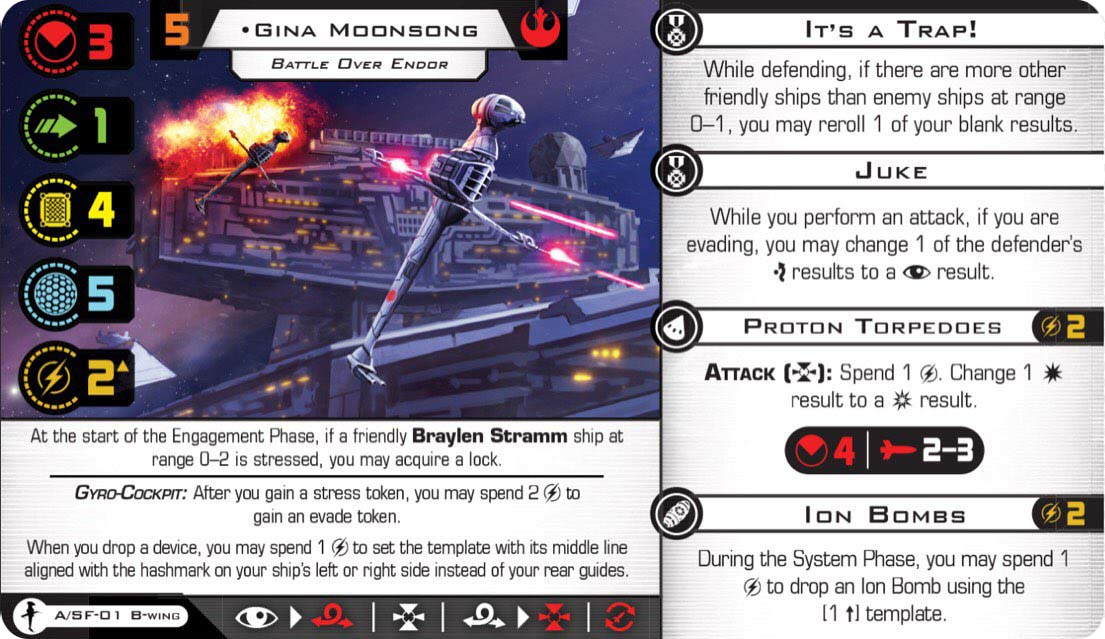 5
•Gina Moonsong
Battle Over Endor
3
1
4
5
2
At the start of the Engagement Phase, if a friendly Braylen Stramm ship at
range 0–2 is stressed, you may acquire a lock.
Gyro-Cockpit: After you gain a stress token, you may spend 2 to
gain an evade token.
When you drop a device, you may spend 1 to set the template with its middle line
aligned with the hashmark on your ship's left or right side instead of your rear guides.
A/SF-01 B-wing
It's a Trap!
While defending, if there are more other
friendly ships than enemy ships at range
0–1, you may reroll 1 of your blank results.
Juke
While you perform an attack, if you are
evading, you may change 1 of the defender's
results to a result.
Proton Torpedoes
2
Attack ( ): Spend 1 . Change 1
result to a result.
4 2–3
Ion Bombs
2
During the System Phase, you may spend 1
to drop an Ion Bomb using the
[1 ↑] template.